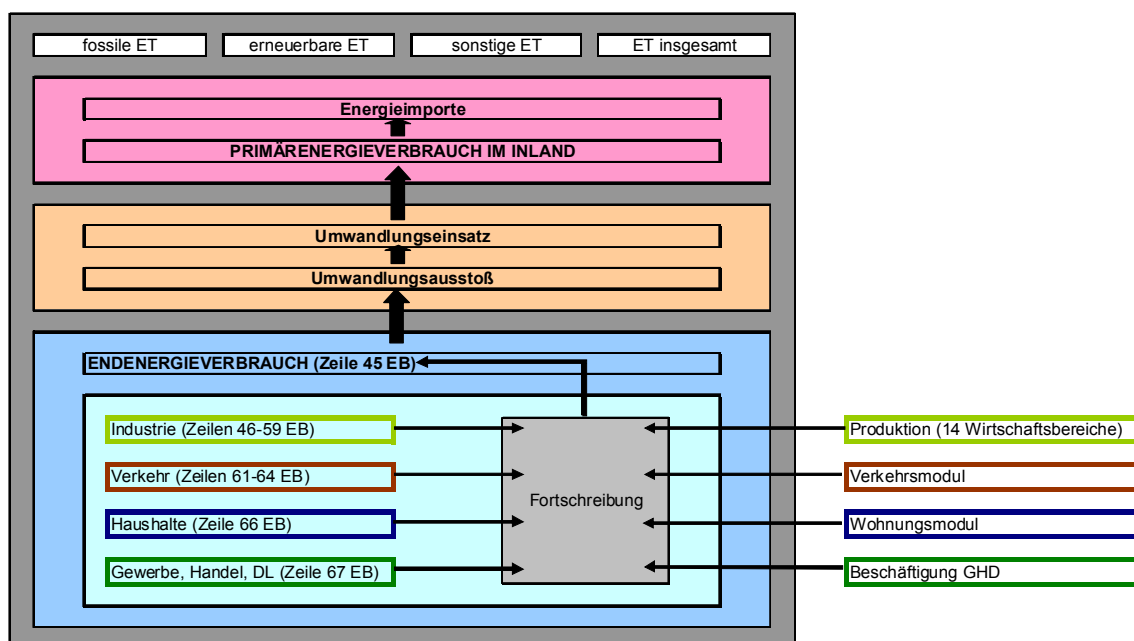 fossile ET
erneuerbare ET
sonstige ET
ET insgesamt
Energieimporte
PRIMÄRENERGIEVERBRAUCH IM INLAND
Umwandlungseinsatz
Umwandlungsausstoß
ENDENERGIEVERBRAUCH (Zeile 45 EB)
Industrie (Zeilen 46-59 EB)
Produktion (14 Wirtschaftsbereiche)
Verkehr (Zeilen 61-64 EB)
Verkehrsmodul
Fortschreibung
Haushalte (Zeile 66 EB)
Wohnungsmodul
Gewerbe, Handel, DL (Zeile 67 EB)
Beschäftigung GHD